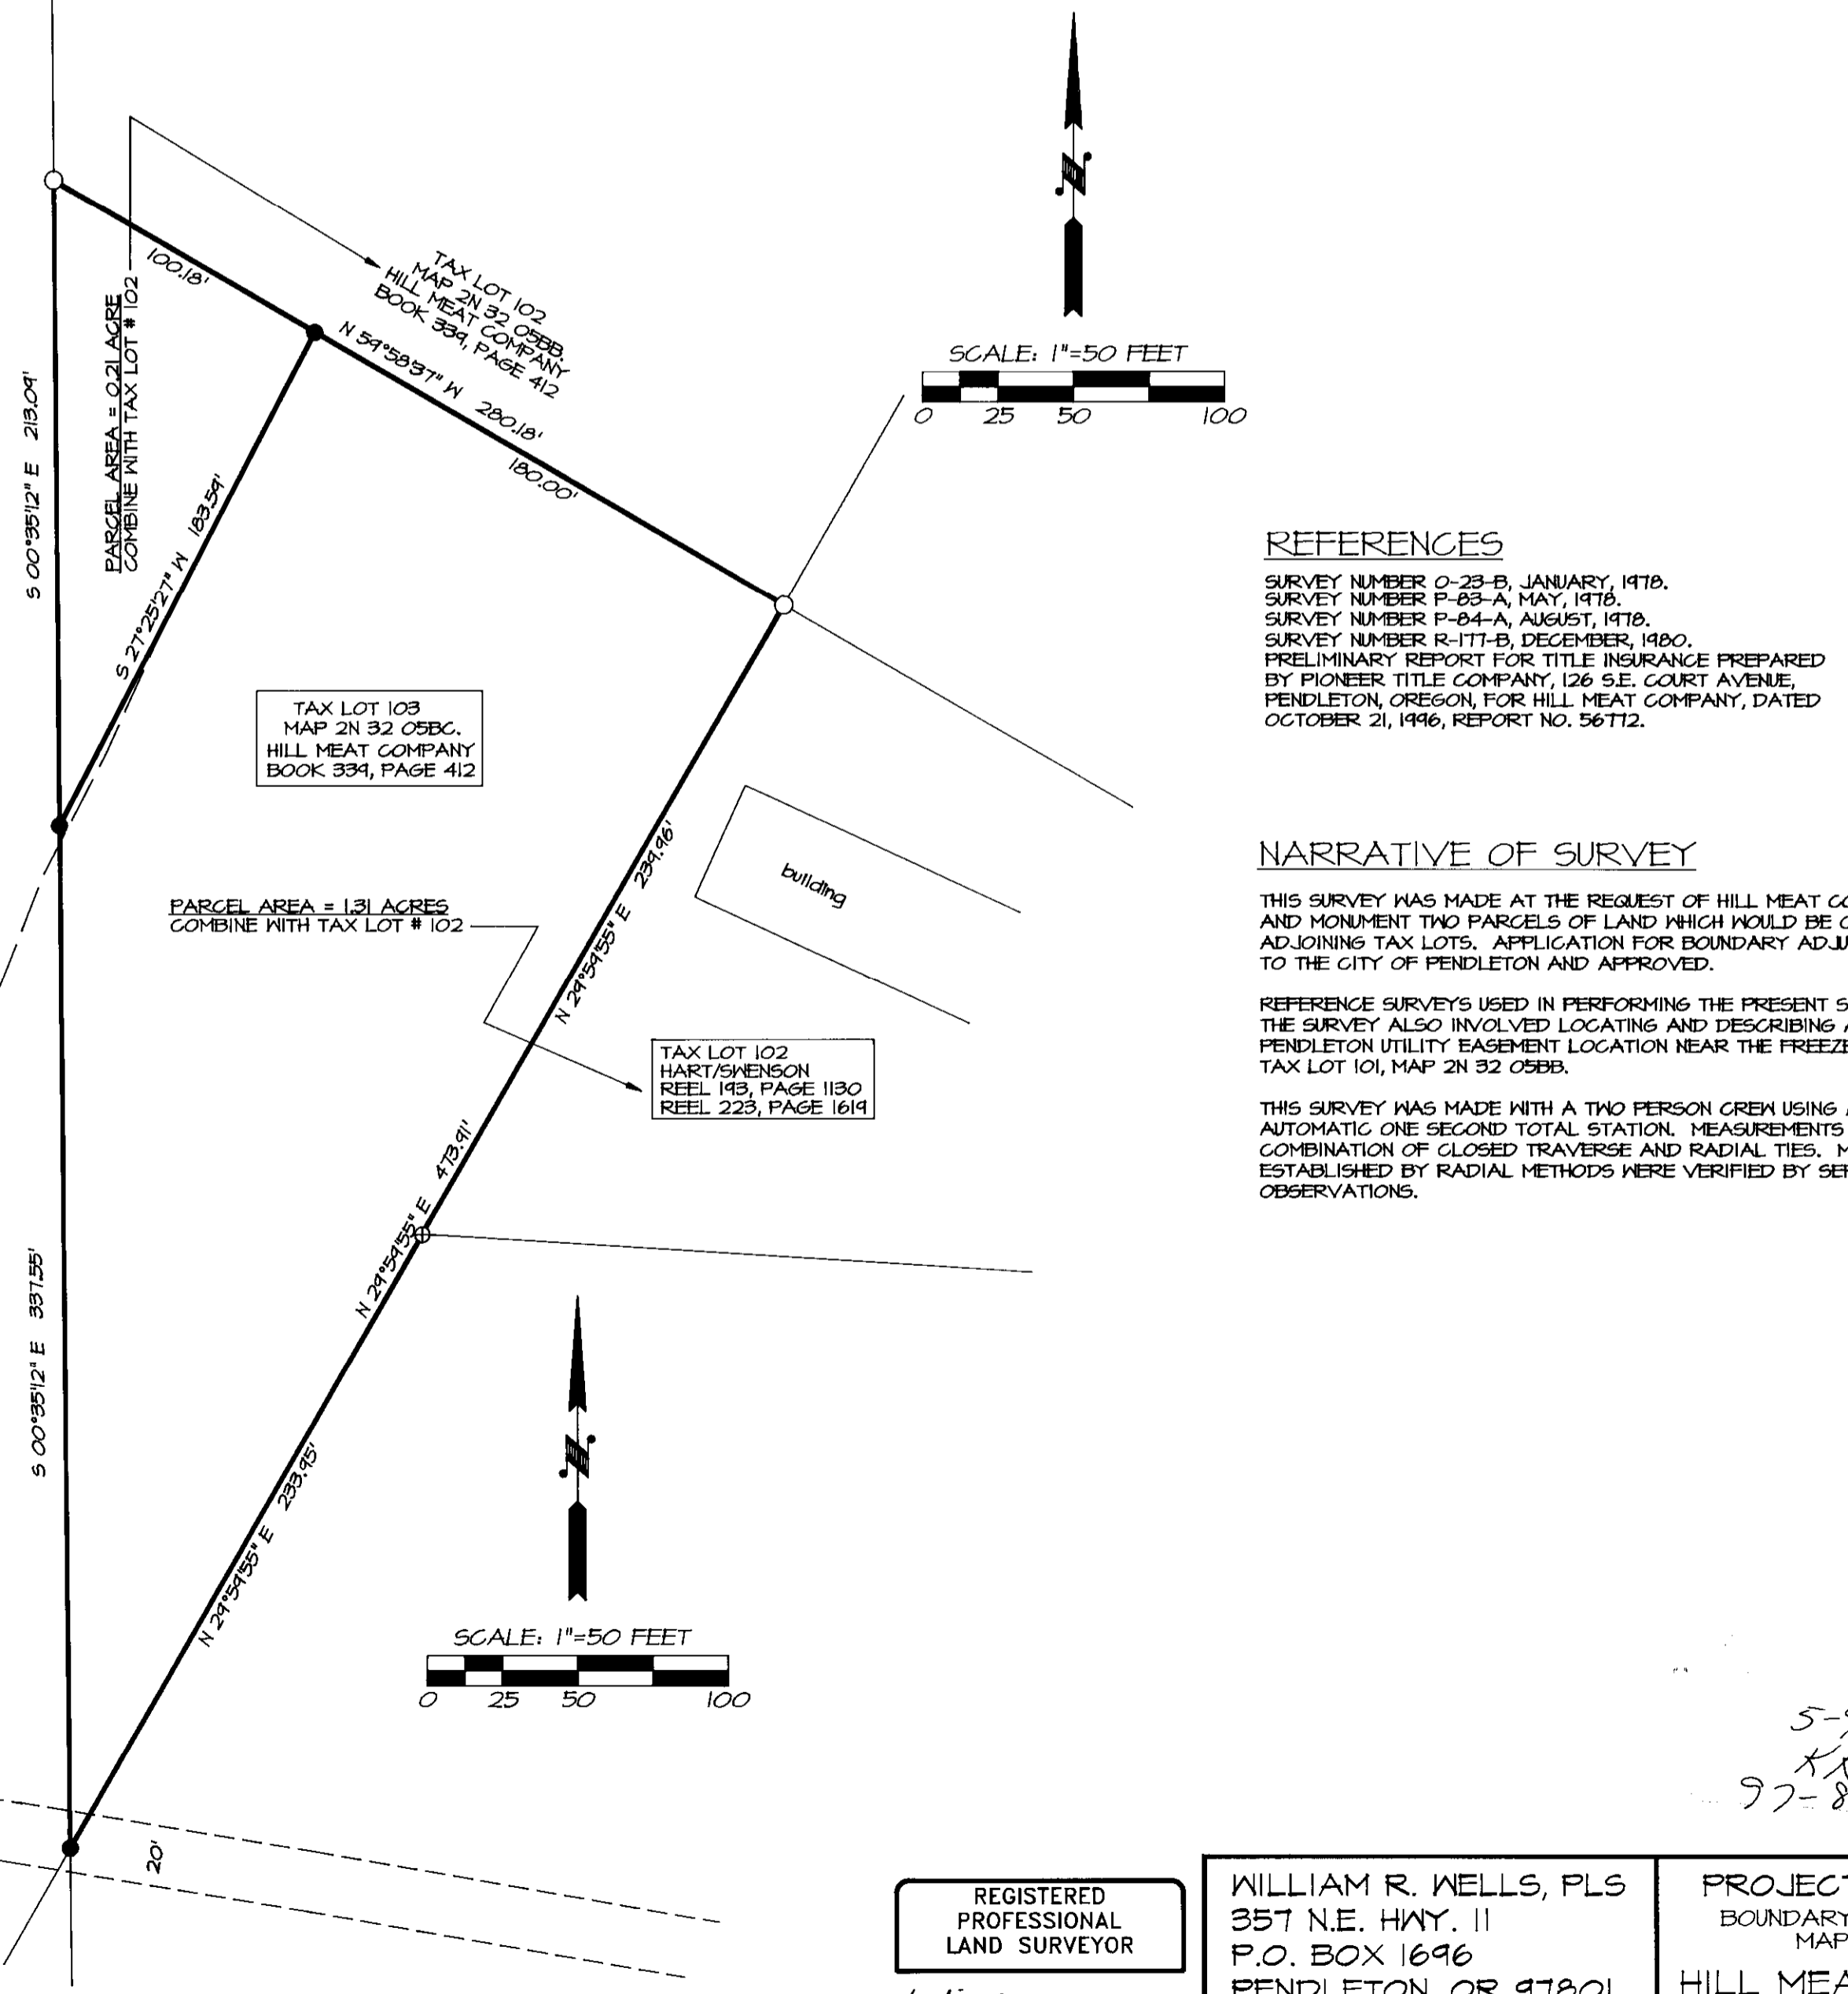 100.18'
TAX LOT 102
MAP 2N 32 05BB.
HILL MEAT COMPANY
BOOK 339, PAGE 412
N 59°58'37" W 280.18'
180.00'
S 00°35'12" E 213.09'
PARCEL AREA = 0.21 ACRE
COMBINE WITH TAX LOT # 102
S 27°25'27" W 183.59'
N
SCALE: 1"=50 FEET
0 25 50 100
TAX LOT 103
MAP 2N 32 05BC.
HILL MEAT COMPANY
BOOK 339, PAGE 412
PARCEL AREA = 1.31 ACRES
COMBINE WITH TAX LOT # 102
N 29°59'55" E 239.96'
building
TAX LOT 102
HART/SWENSON
REEL 193, PAGE 1130
REEL 223, PAGE 1619
N 29°59'55" E 473.91'
S 00°35'12" E 337.55'
N 29°59'55" E 233.95'
N
SCALE: 1"=50 FEET
0 25 50 100
20'
REFERENCES
SURVEY NUMBER O-23-B, JANUARY, 1978.
SURVEY NUMBER P-83-A, MAY, 1978.
SURVEY NUMBER P-84-A, AUGUST, 1978.
SURVEY NUMBER R-177-B, DECEMBER, 1980.
PRELIMINARY REPORT FOR TITLE INSURANCE PREPARED
BY PIONEER TITLE COMPANY, 126 S.E. COURT AVENUE,
PENDLETON, OREGON, FOR HILL MEAT COMPANY, DATED
OCTOBER 21, 1996, REPORT NO. 56772.
NARRATIVE OF SURVEY
THIS SURVEY WAS MADE AT THE REQUEST OF HILL MEAT CO
AND MONUMENT TWO PARCELS OF LAND WHICH WOULD BE C
ADJOINING TAX LOTS. APPLICATION FOR BOUNDARY ADJU
TO THE CITY OF PENDLETON AND APPROVED.
REFERENCE SURVEYS USED IN PERFORMING THE PRESENT S
THE SURVEY ALSO INVOLVED LOCATING AND DESCRIBING A
PENDLETON UTILITY EASEMENT LOCATION NEAR THE FREEZE
TAX LOT 101, MAP 2N 32 05BB.
THIS SURVEY WAS MADE WITH A TWO PERSON CREW USING A
AUTOMATIC ONE SECOND TOTAL STATION. MEASUREMENTS
COMBINATION OF CLOSED TRAVERSE AND RADIAL TIES. M
ESTABLISHED BY RADIAL METHODS WERE VERIFIED BY SE
OBSERVATIONS.
97-8
REGISTERED
PROFESSIONAL
LAND SURVEYOR
WILLIAM R. WELLS, PLS
357 N.E. HWY. 11
P.O. BOX 1696
PENDLETON, OR 97801
PROJECT
BOUNDARY
MAP
HILL MEA